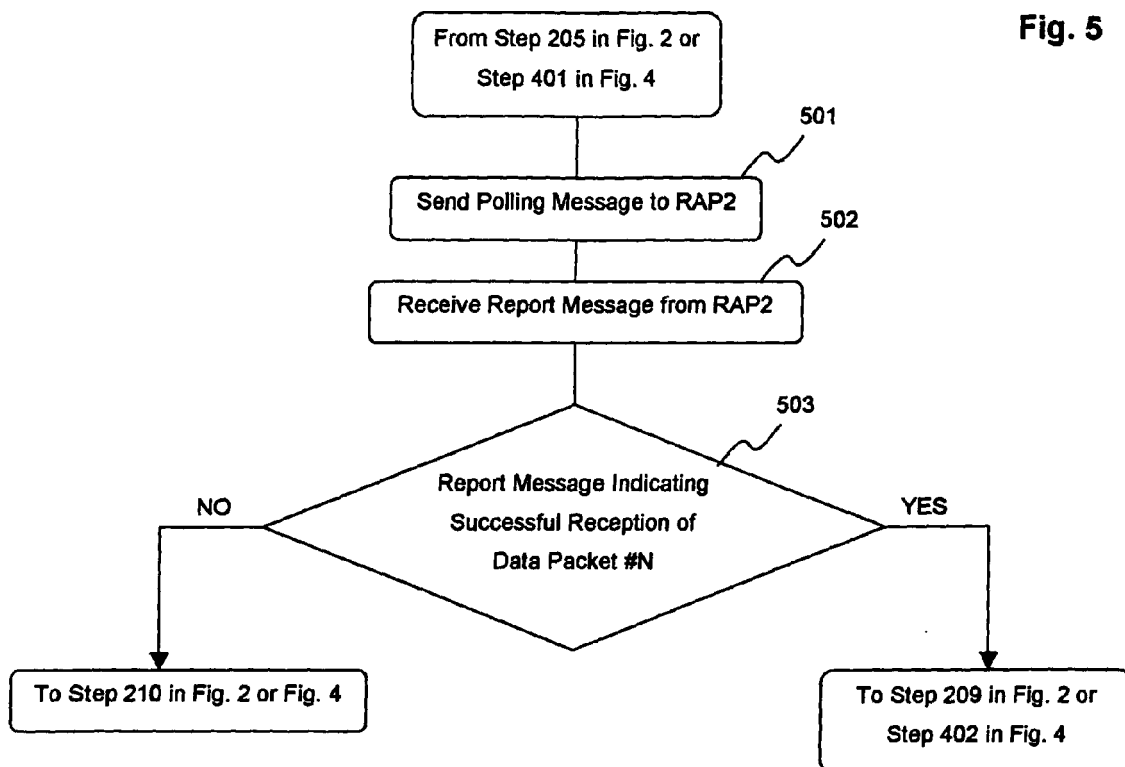 Fig. 5
From Step 205 in Fig. 2 or
Step 401 in Fig. 4
501
Send Polling Message to RAP2
502
Receive Report Message from RAP2
503
Report Message Indicating
Successful Reception of
Data Packet #N
NO
YES
To Step 210 in Fig. 2 or Fig. 4
To Step 209 in Fig. 2 or
Step 402 in Fig. 4